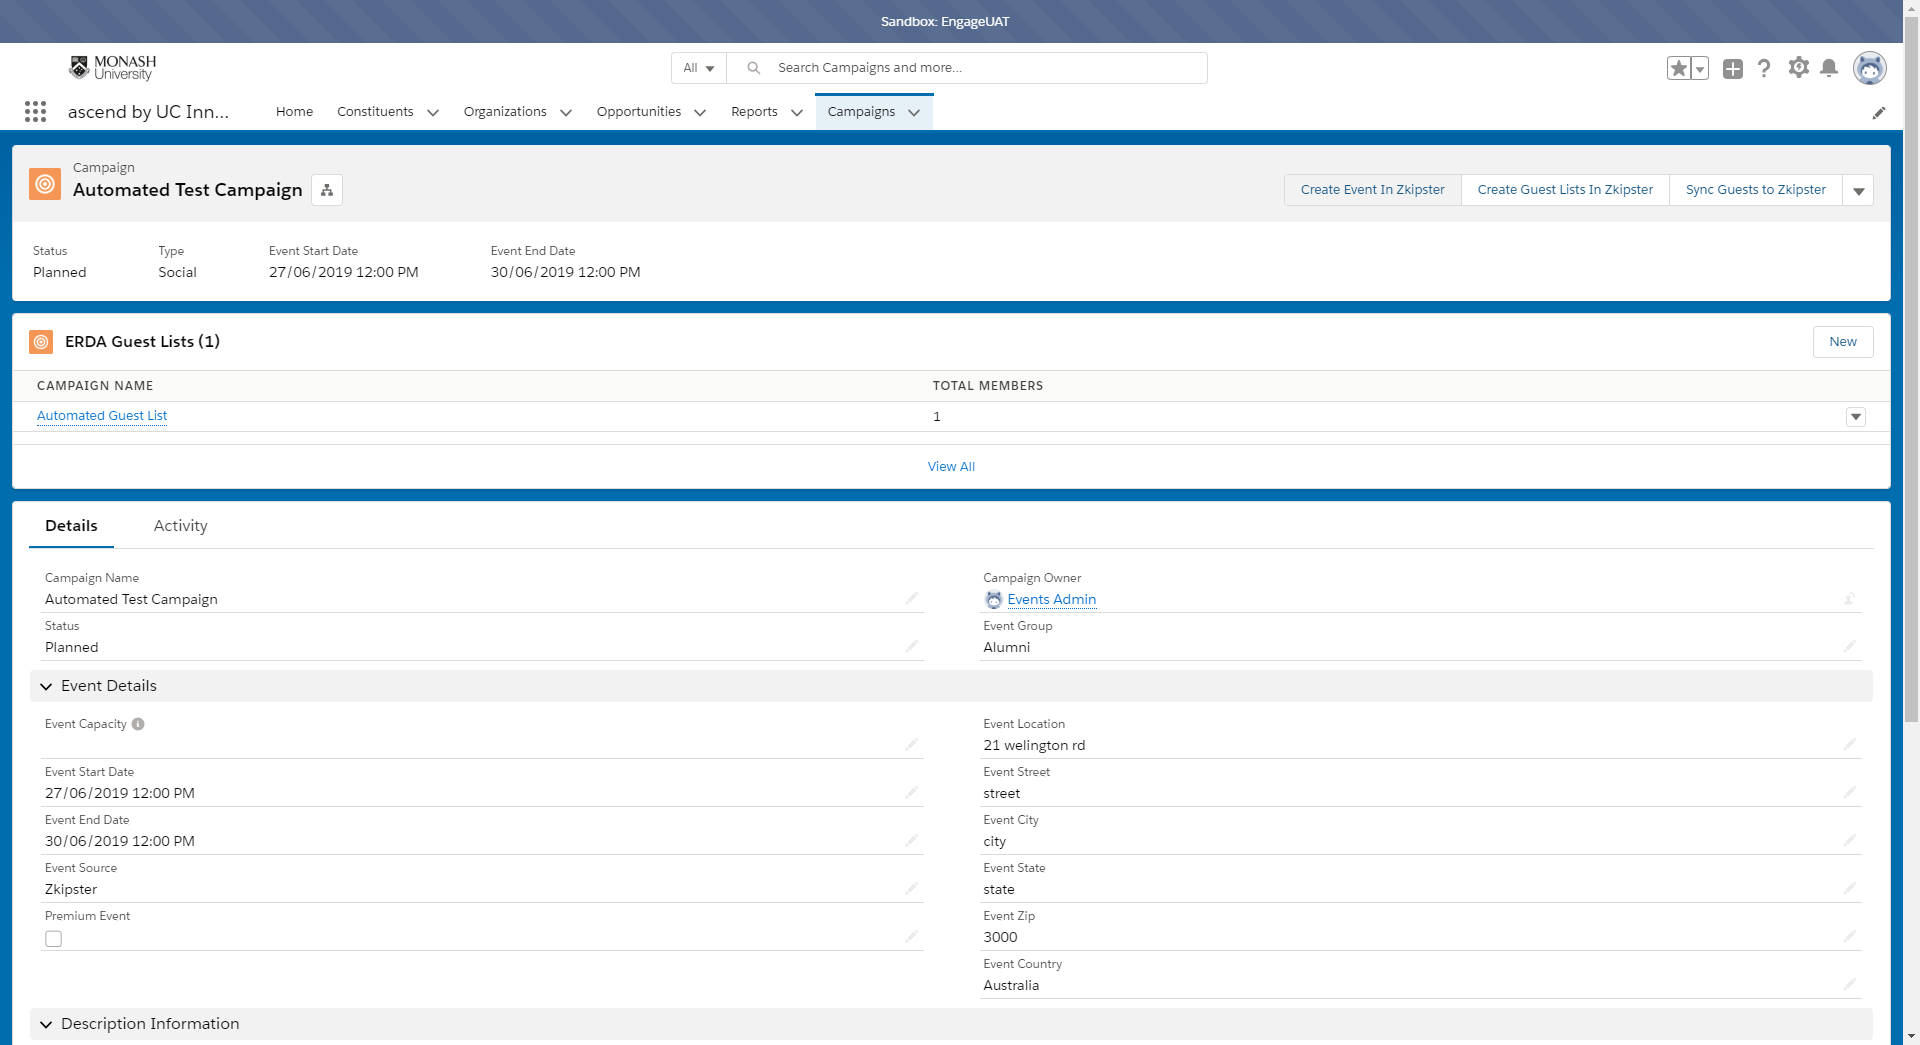 Sandbox: EngageUAT
MONASH
University
All
Search Campaigns and more...
ascend by UC Inn...
Home
Constituents
Organizations
Opportunities
Reports
Campaigns
Campaign
Automated Test Campaign
Create Event In Zkipster
Create Guest Lists In Zkipster
Sync Guests to Zkipster
Status
Type
Event Start Date
Event End Date
Planned
Social
27/06/2019 12:00 PM
30/06/2019 12:00 PM
ERDA Guest Lists (1)
New
CAMPAIGN NAME
TOTAL MEMBERS
Automated Guest List
1
View All
Details
Activity
Campaign Name
Automated Test Campaign
Campaign Owner
Events Admin
Status
Planned
Event Group
Alumni
Event Details
Event Capacity
Event Location
21 welington rd
Event Start Date
27/06/2019 12:00 PM
Event Street
street
Event End Date
30/06/2019 12:00 PM
Event City
city
Event Source
Zkipster
Event State
state
Premium Event
Event Zip
3000
Event Country
Australia
Description Information